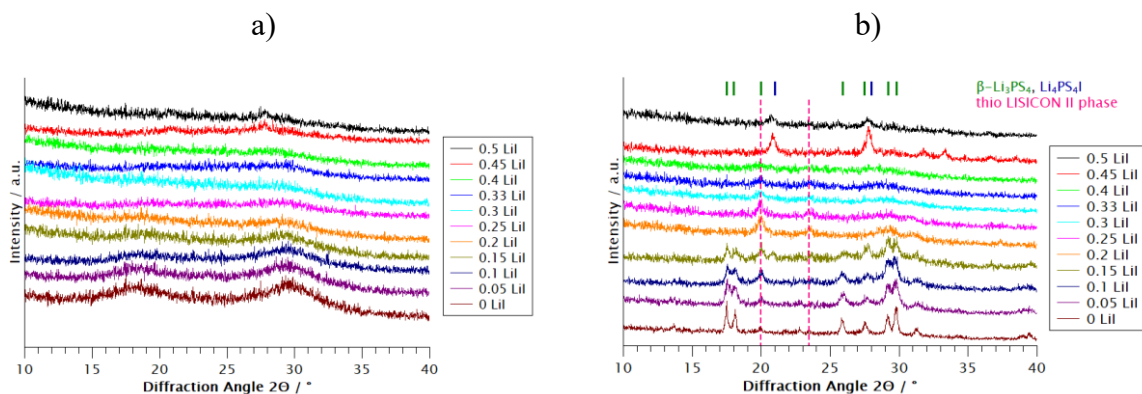 a)
b)
β-Li₃PS₄, Li₄PS₄I
thio LISICON II phase
Intensity / a.u.
0.5 LiI
0.45 LiI
0.4 LiI
0.33 LiI
0.3 LiI
0.25 LiI
0.2 LiI
0.15 LiI
0.1 LiI
0.05 LiI
0 LiI
10 15 20 25 30 35 40
Diffraction Angle 2Θ / °
Intensity / a.u.
0.5 LiI
0.45 LiI
0.4 LiI
0.33 LiI
0.3 LiI
0.25 LiI
0.2 LiI
0.15 LiI
0.1 LiI
0.05 LiI
0 LiI
10 15 20 25 30 35 40
Diffraction Angle 2Θ / °